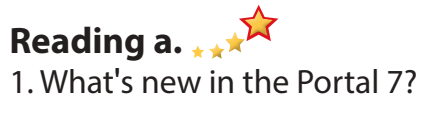 Reading a.
1. What's new in the Portal 7?